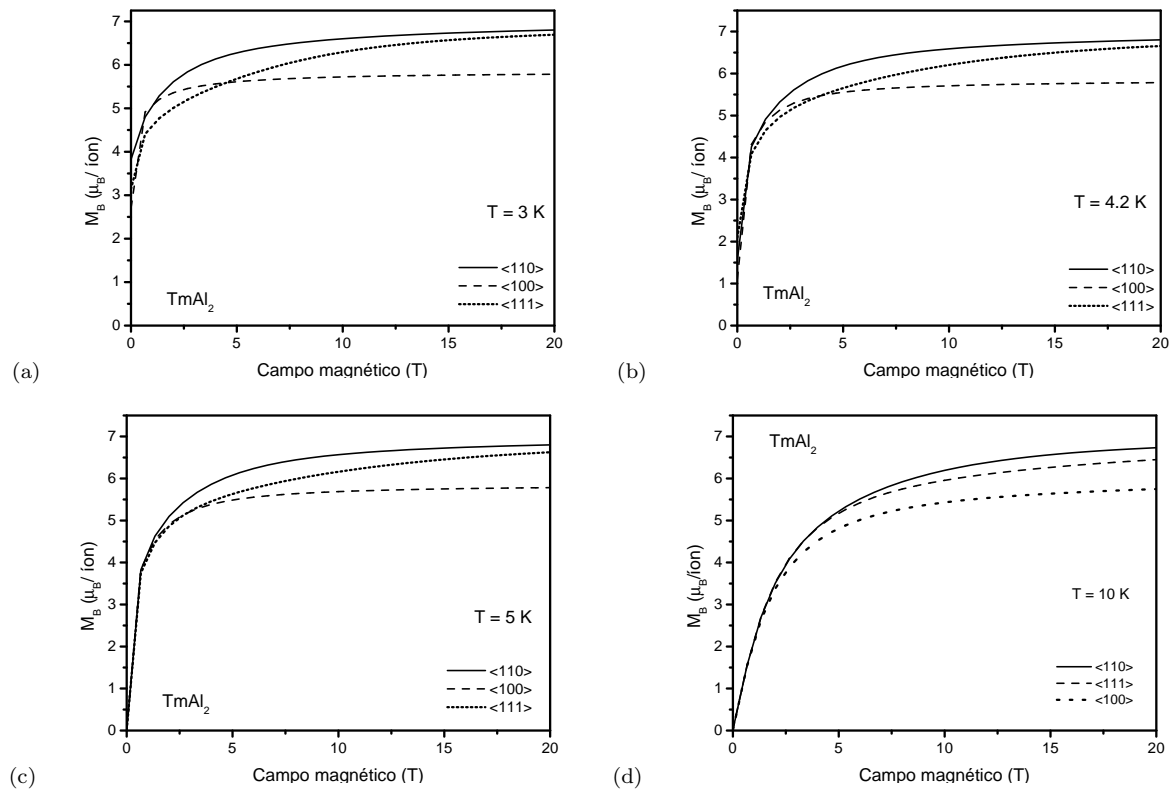 7
6
5
4
3
2
1
0
M_B (μ_B/ íon)
T = 3 K
<110>
<100>
<111>
TmAl₂
0 5 10 15 20
Campo magnético (T)
(a)
7
6
5
4
3
2
1
0
M_B (μ_B/ íon)
T = 4.2 K
<110>
<100>
<111>
TmAl₂
0 5 10 15 20
Campo magnético (T)
(b)
7
6
5
4
3
2
1
0
M_B (μ_B/ íon)
T = 5 K
<110>
<100>
<111>
TmAl₂
0 5 10 15 20
Campo magnético (T)
(c)
TmAl₂
7
6
5
4
3
2
1
0
M_B (μ_B/ íon)
T = 10 K
<110>
<111>
<100>
0 5 10 15 20
Campo magnético (T)
(d)